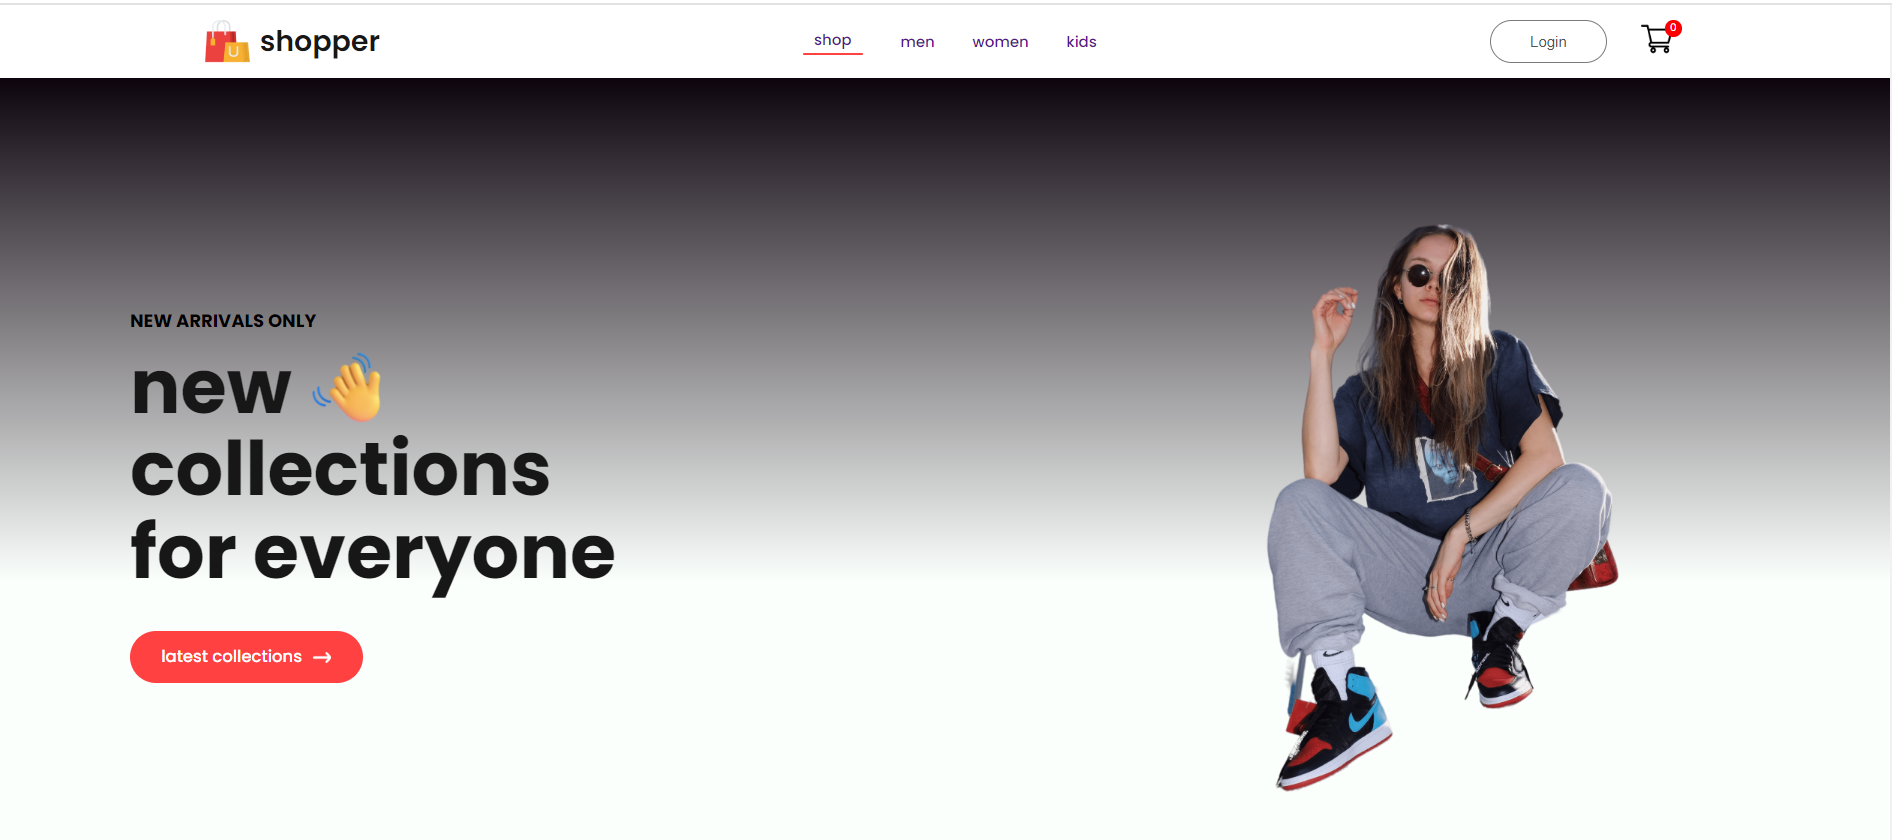 shopper
shop men women kids
Login
0
NEW ARRIVALS ONLY
new 👋
collections
for everyone
latest collections →